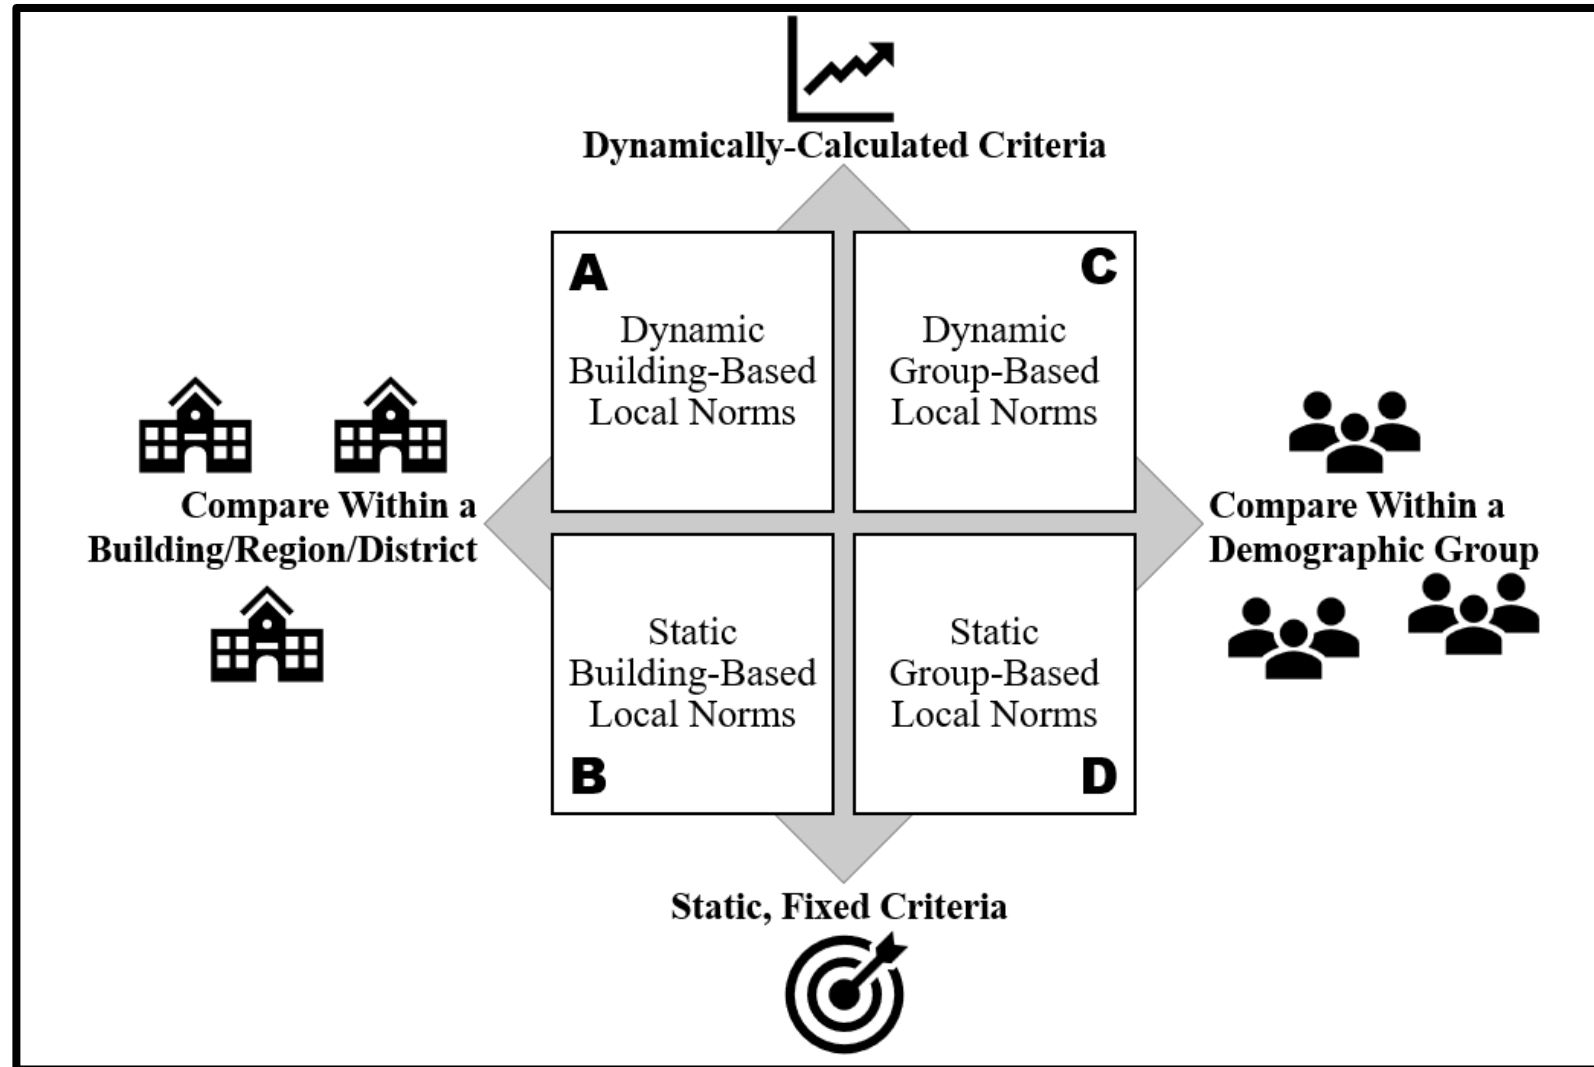 Dynamically-Calculated Criteria
A
Dynamic
Building-Based
Local Norms
C
Dynamic
Group-Based
Local Norms
Compare Within a
Building/Region/District
Compare Within a
Demographic Group
Static
Building-Based
Local Norms
B
Static
Group-Based
Local Norms
D
Static, Fixed Criteria